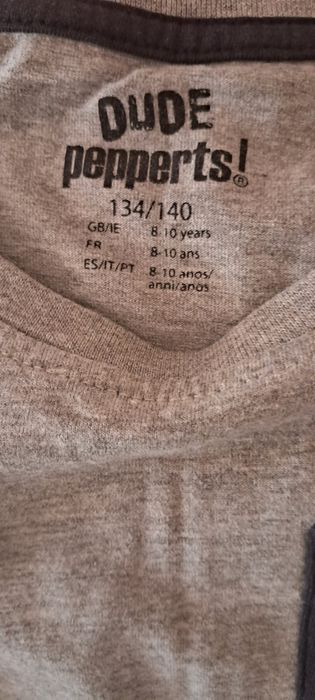 DUDE
pepperts!®
134/140
GB/IE 8-10 years
FR 8-10 ans
ES/IT/PT 8-10 anos/
anni/anos